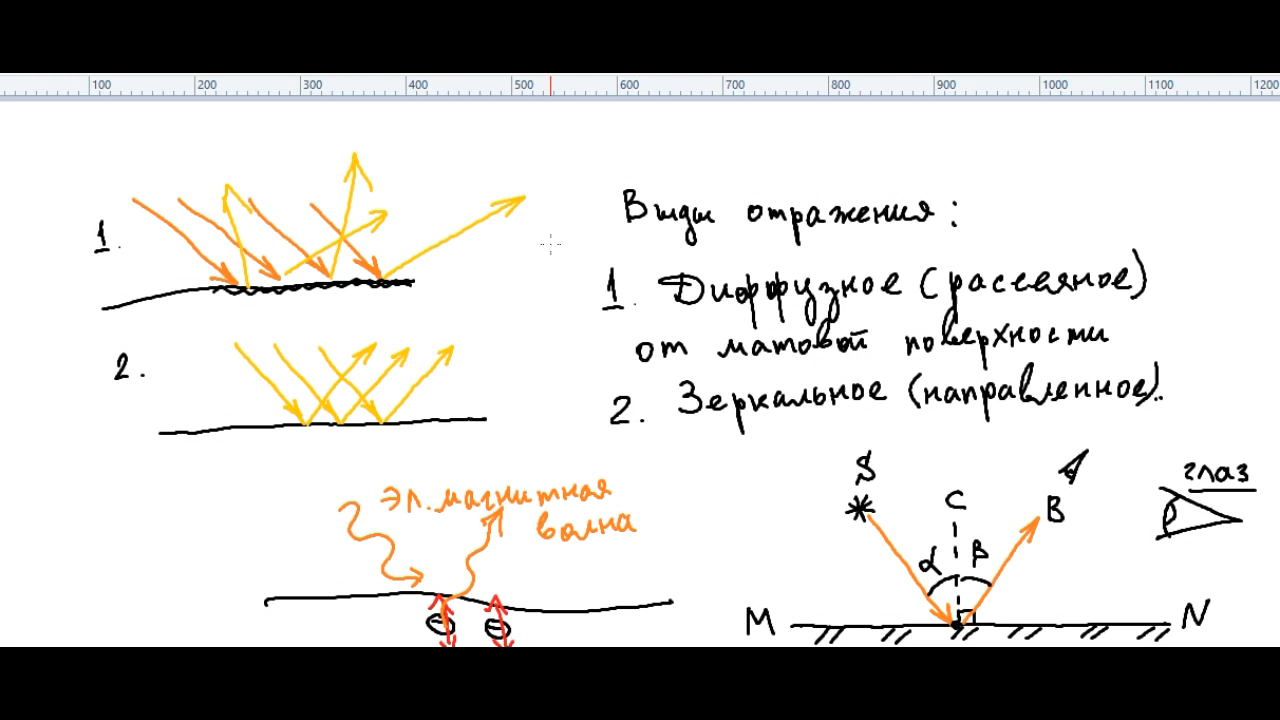 100 200 300 400 500 600 700 800 900 1000 1100 1200
1.
2.
Виды отражения:
1. Диффузное (рассеяное)
от матовой поверхности
2. Зеркальное (направленное).
Эл. магнитная
волна
S
C
B
глаз
α
β
M
N